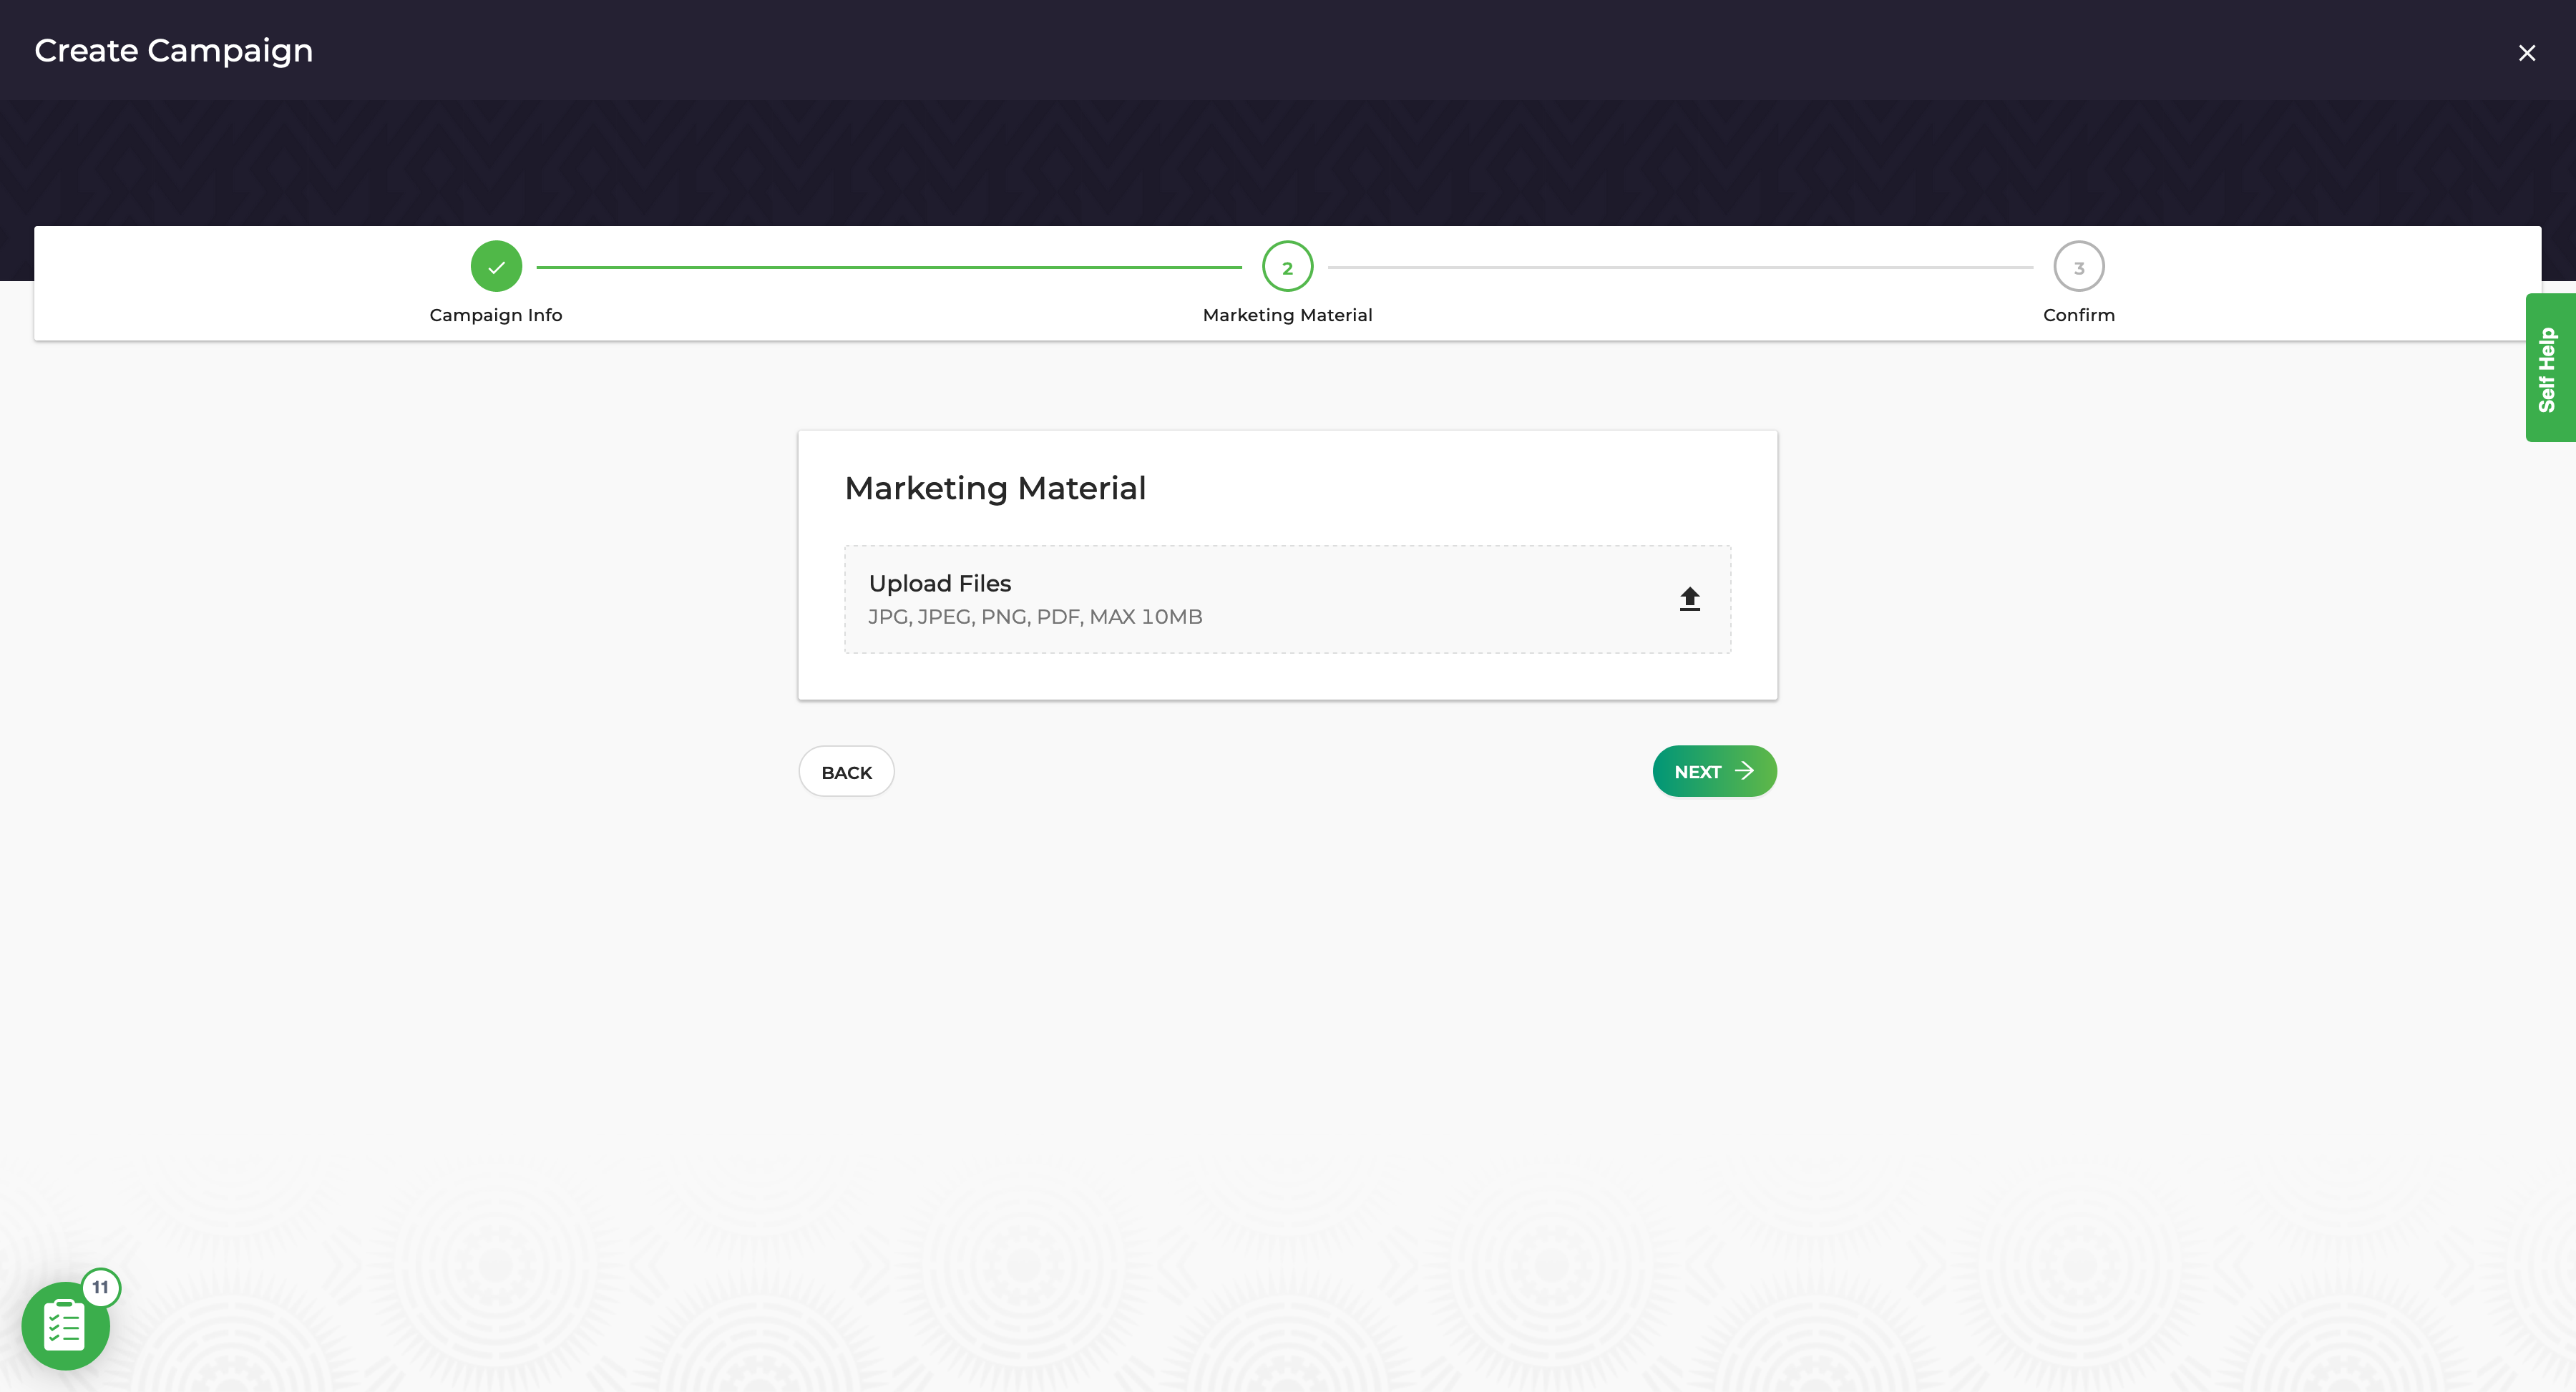 Create Campaign
2
3
Campaign Info
Marketing Material
Confirm
Self Help
Marketing Material
Upload Files
JPG, JPEG, PNG, PDF, MAX 10MB
BACK
NEXT
11